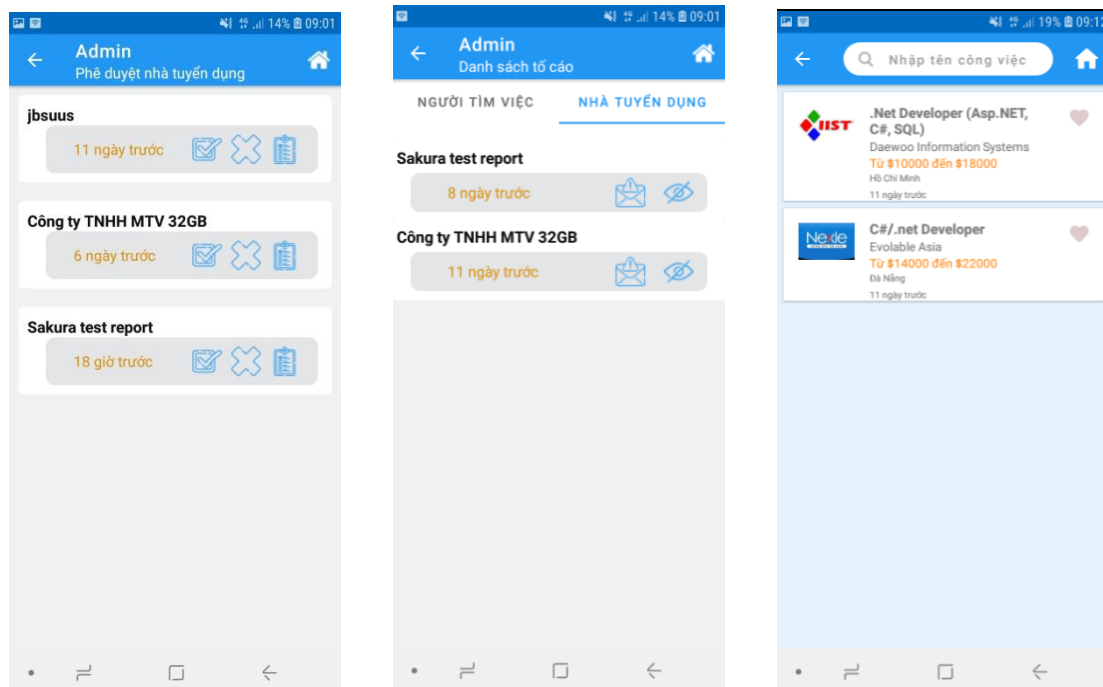 14% 09:01
Admin
Phê duyệt nhà tuyển dụng
jbsuus
11 ngày trước
Công ty TNHH MTV 32GB
6 ngày trước
Sakura test report
18 giờ trước
14% 09:01
Admin
Danh sách tố cáo
NGƯỜI TÌM VIỆC NHÀ TUYỂN DỤNG
Sakura test report
8 ngày trước
Công ty TNHH MTV 32GB
11 ngày trước
19% 09:12
Nhập tên công việc
IIST
.Net Developer (Asp.NET,
C#, SQL)
Daewoo Information Systems
Từ $10000 đến $18000
Hồ Chí Minh
11 ngày trước
Nexle
C#/.net Developer
Evolable Asia
Từ $14000 đến $22000
Đà Nẵng
11 ngày trước